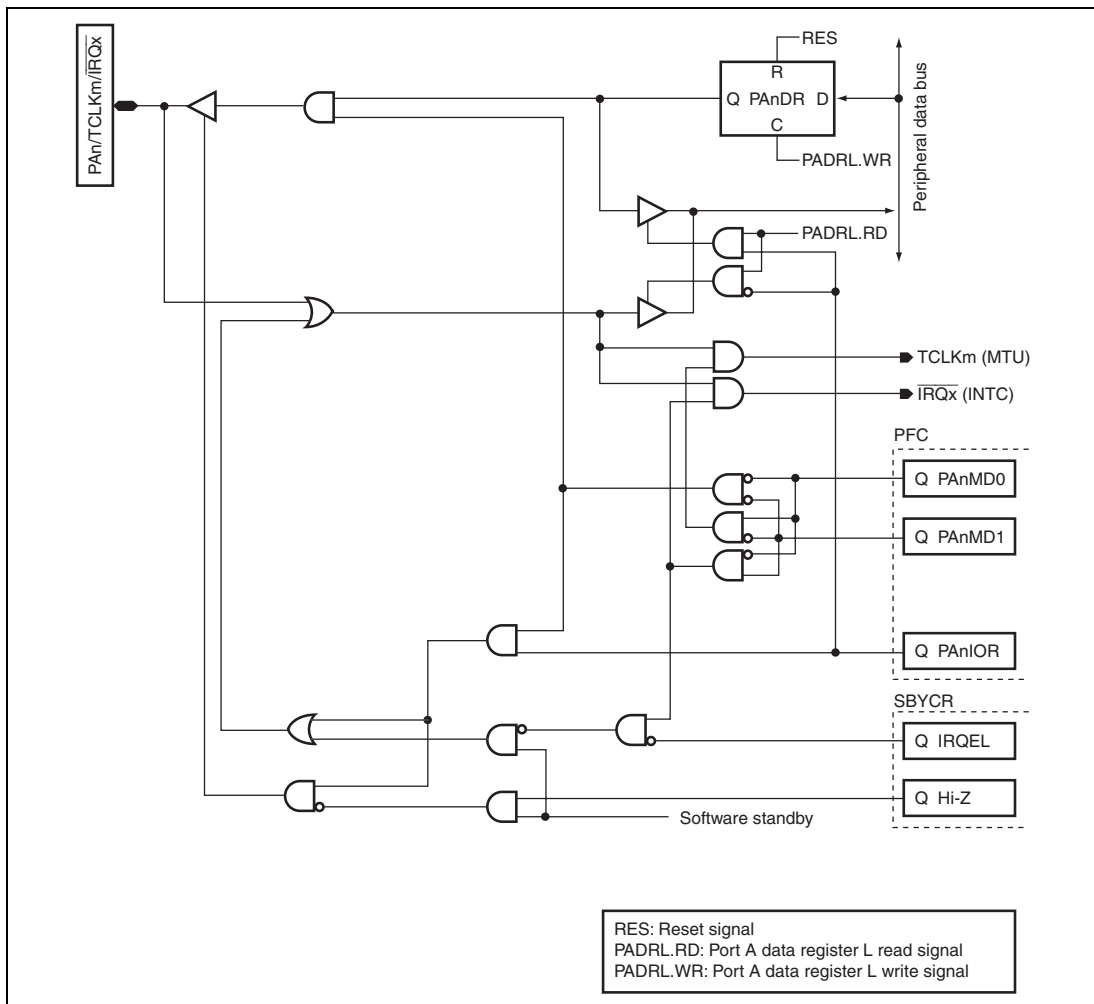 PAn/TCLKm/I̅R̅Q̅x̅
RES
R
Q PAnDR D
C
PADRL.WR
Peripheral data bus
PADRL.RD
TCLKm (MTU)
I̅R̅Q̅x̅ (INTC)
PFC
Q PAnMD0
Q PAnMD1
Q PAnIOR
SBYCR
Q IRQEL
Q Hi-Z
Software standby
RES: Reset signal
PADRL.RD: Port A data register L read signal
PADRL.WR: Port A data register L write signal